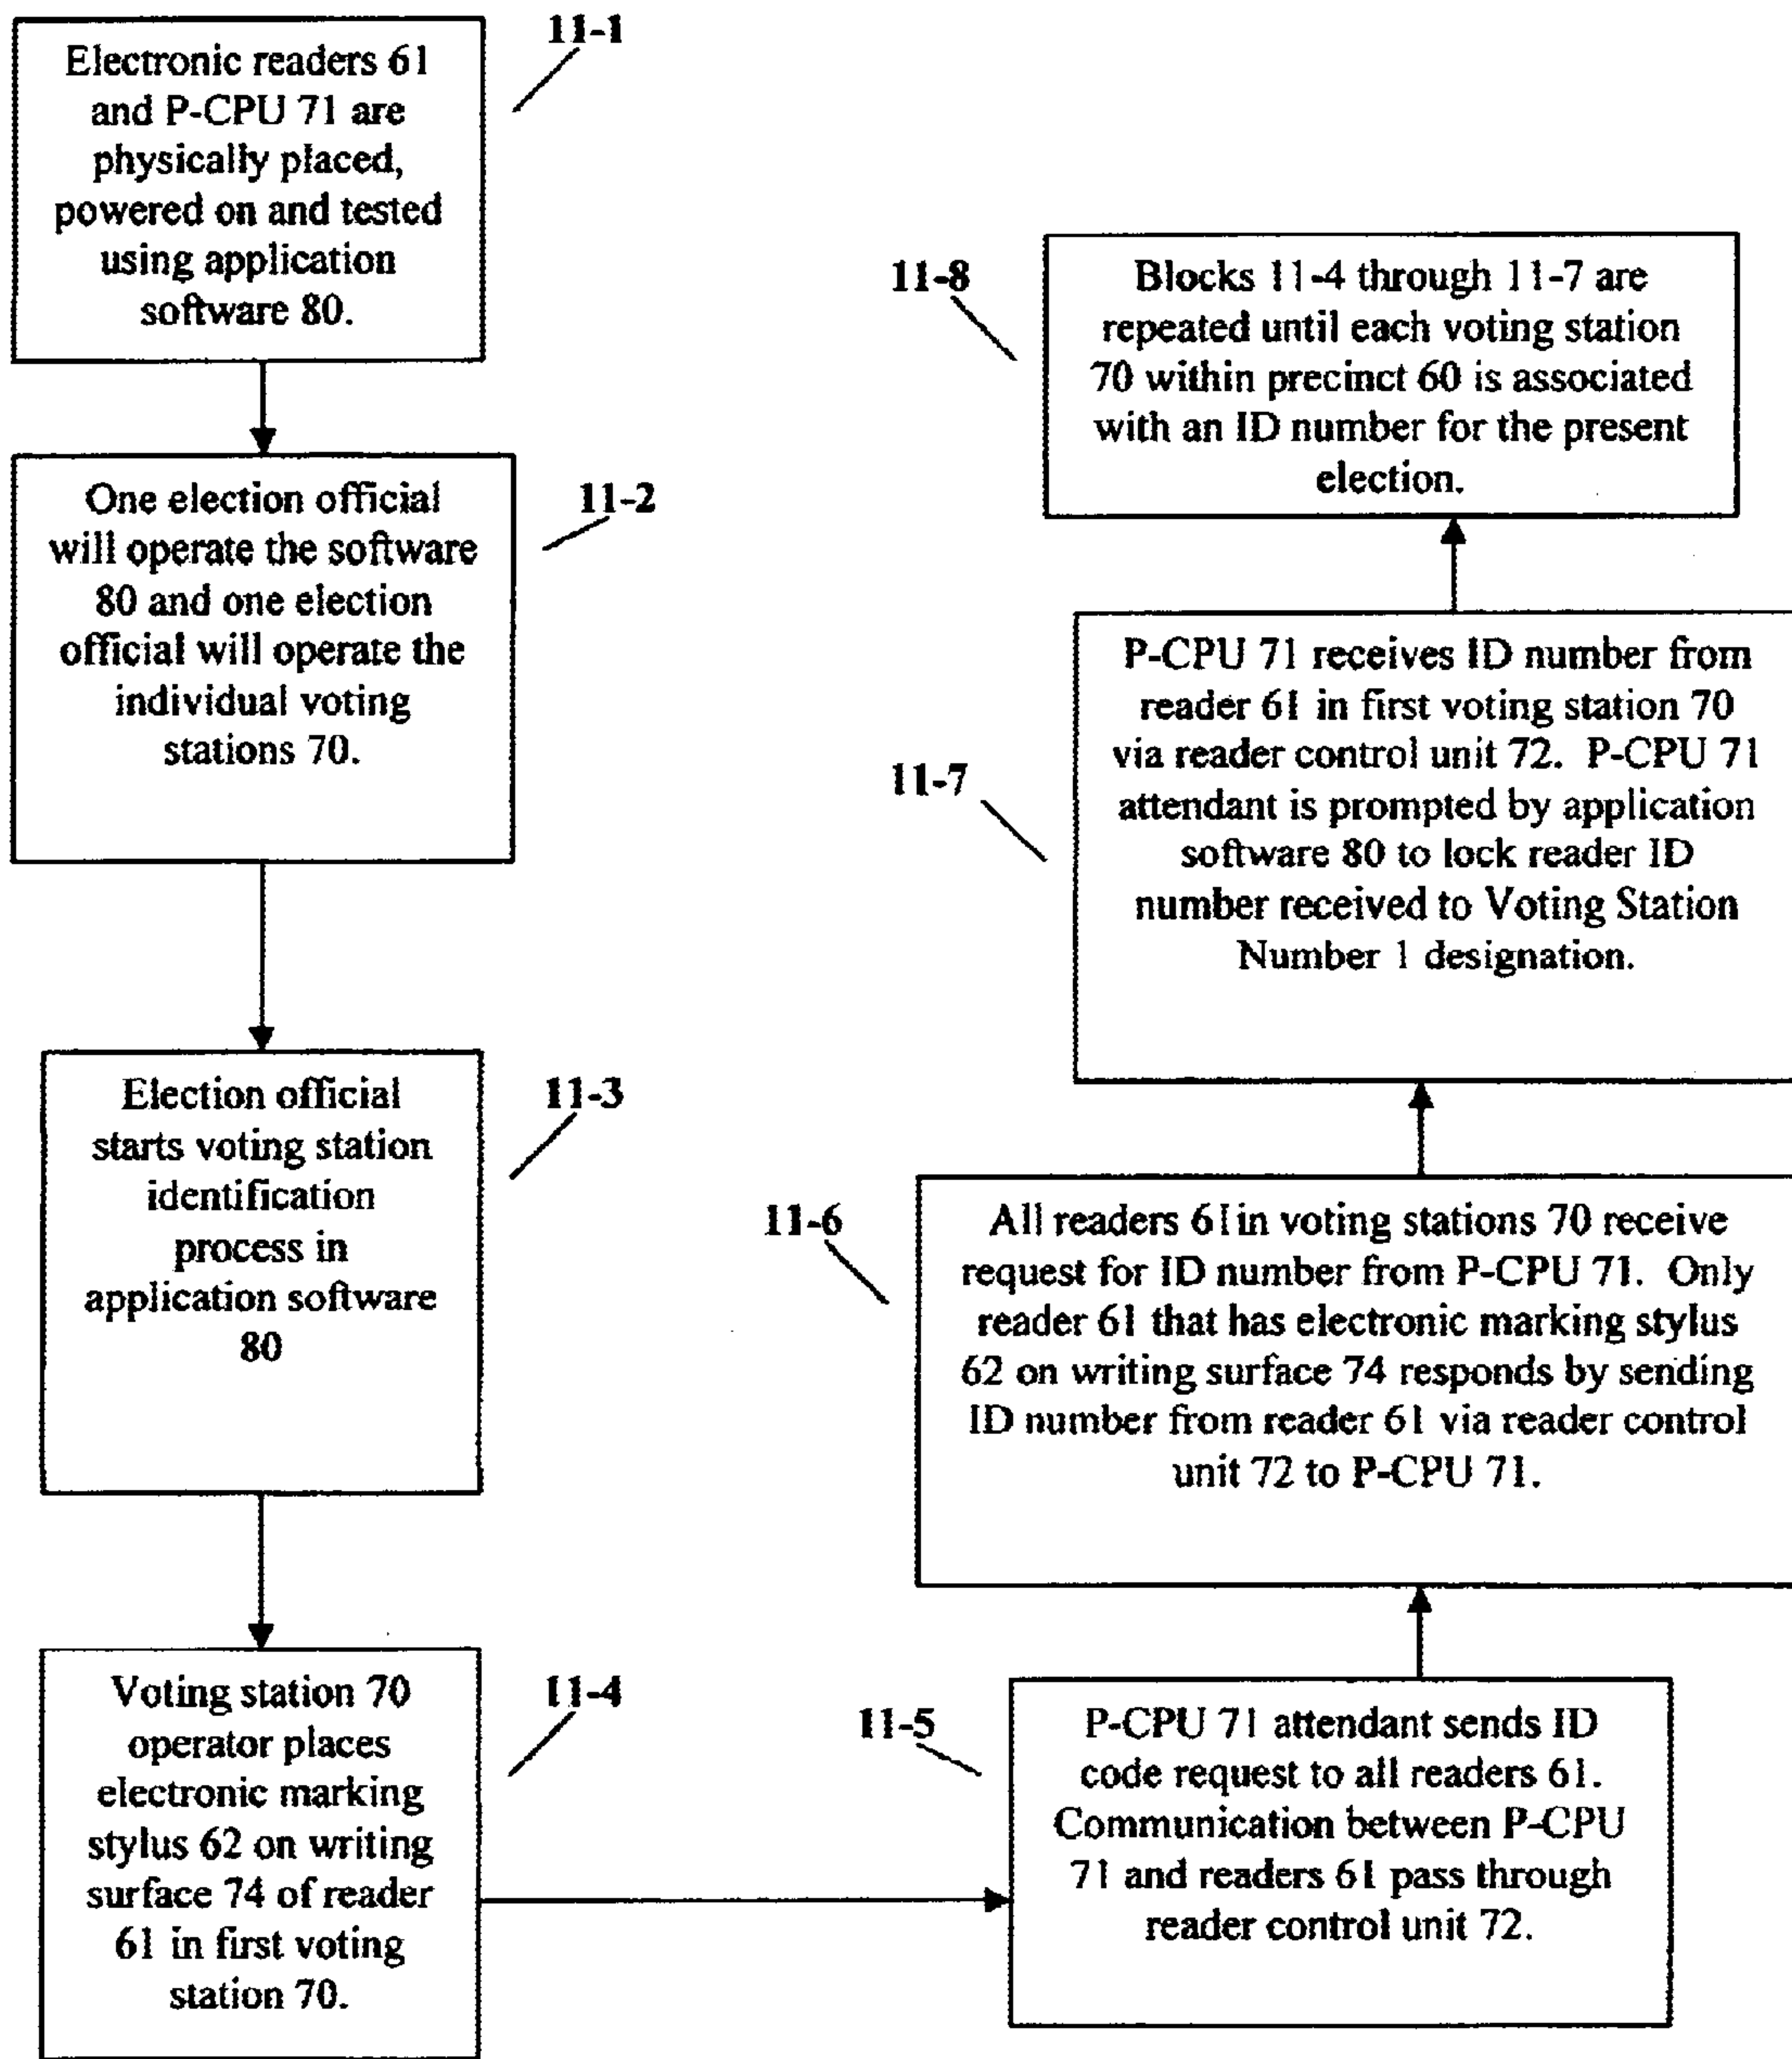 11-1
Electronic readers 61
and P-CPU 71 are
physically placed,
powered on and tested
using application
software 80.
11-2
One election official
will operate the software
80 and one election
official will operate the
individual voting
stations 70.
11-3
Election official
starts voting station
identification
process in
application software
80
11-4
Voting station 70
operator places
electronic marking
stylus 62 on writing
surface 74 of reader
61 in first voting
station 70.
11-5
P-CPU 71 attendant sends ID
code request to all readers 61.
Communication between P-CPU
71 and readers 61 pass through
reader control unit 72.
11-6
All readers 61in voting stations 70 receive
request for ID number from P-CPU 71. Only
reader 61 that has electronic marking stylus
62 on writing surface 74 responds by sending
ID number from reader 61 via reader control
unit 72 to P-CPU 71.
11-7
P-CPU 71 receives ID number from
reader 61 in first voting station 70
via reader control unit 72. P-CPU 71
attendant is prompted by application
software 80 to lock reader ID
number received to Voting Station
Number 1 designation.
11-8
Blocks 11-4 through 11-7 are
repeated until each voting station
70 within precinct 60 is associated
with an ID number for the present
election.